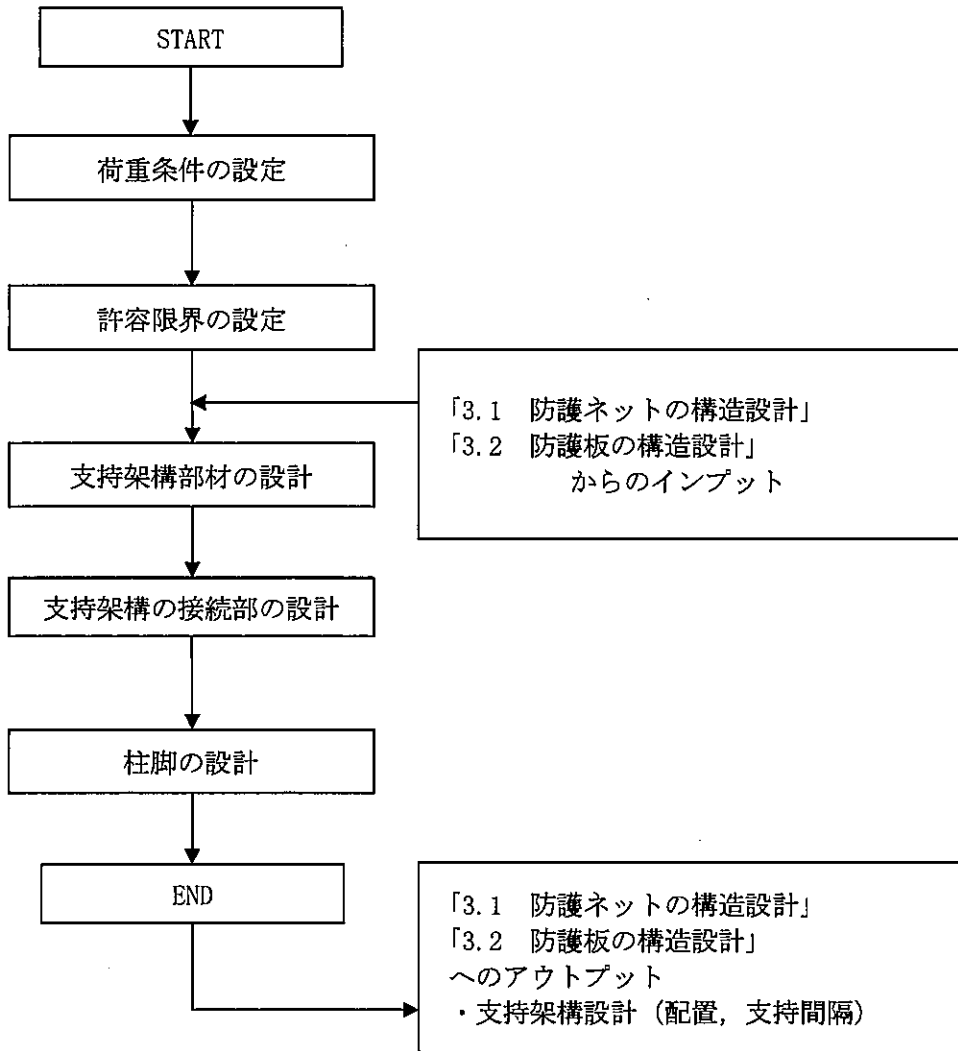 START
荷重条件の設定
許容限界の設定
「3.1 防護ネットの構造設計」
「3.2 防護板の構造設計」
からのインプット
支持架構部材の設計
支持架構の接続部の設計
柱脚の設計
END
「3.1 防護ネットの構造設計」
「3.2 防護板の構造設計」
へのアウトプット
・支持架構設計（配置，支持間隔）